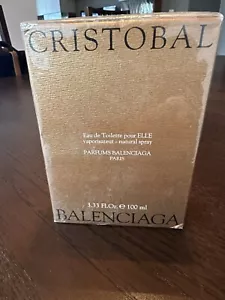 CRISTOBAL
Eau de Toilette pour ELLE
vaporisateur - natural spray
PARFUMS BALENCIAGA
PARIS
3.33 FL.Oz. ℮ 100 ml
BALENCIAGA